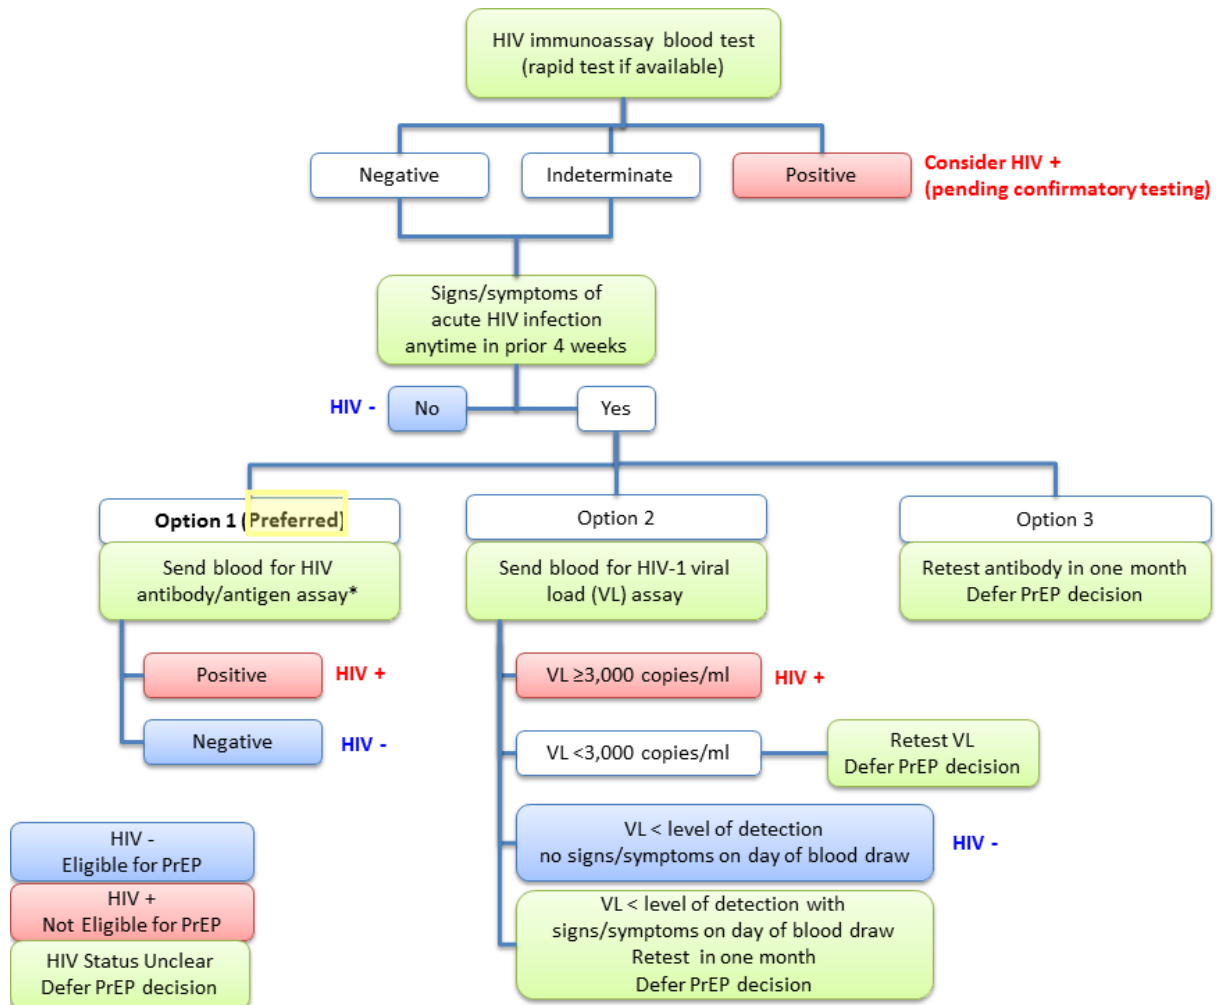 HIV immunoassay blood test
(rapid test if available)
Negative
Indeterminate
Positive
Consider HIV +
(pending confirmatory testing)
Signs/symptoms of
acute HIV infection
anytime in prior 4 weeks
HIV -
No
Yes
Option 1 (Preferred)
Option 2
Option 3
Send blood for HIV
antibody/antigen assay*
Send blood for HIV-1 viral
load (VL) assay
Retest antibody in one month
Defer PrEP decision
Positive
HIV +
Negative
HIV -
VL ≥3,000 copies/ml
HIV +
VL <3,000 copies/ml
Retest VL
Defer PrEP decision
VL < level of detection
no signs/symptoms on day of blood draw
HIV -
VL < level of detection with
signs/symptoms on day of blood draw
Retest in one month
Defer PrEP decision
HIV -
Eligible for PrEP
HIV +
Not Eligible for PrEP
HIV Status Unclear
Defer PrEP decision